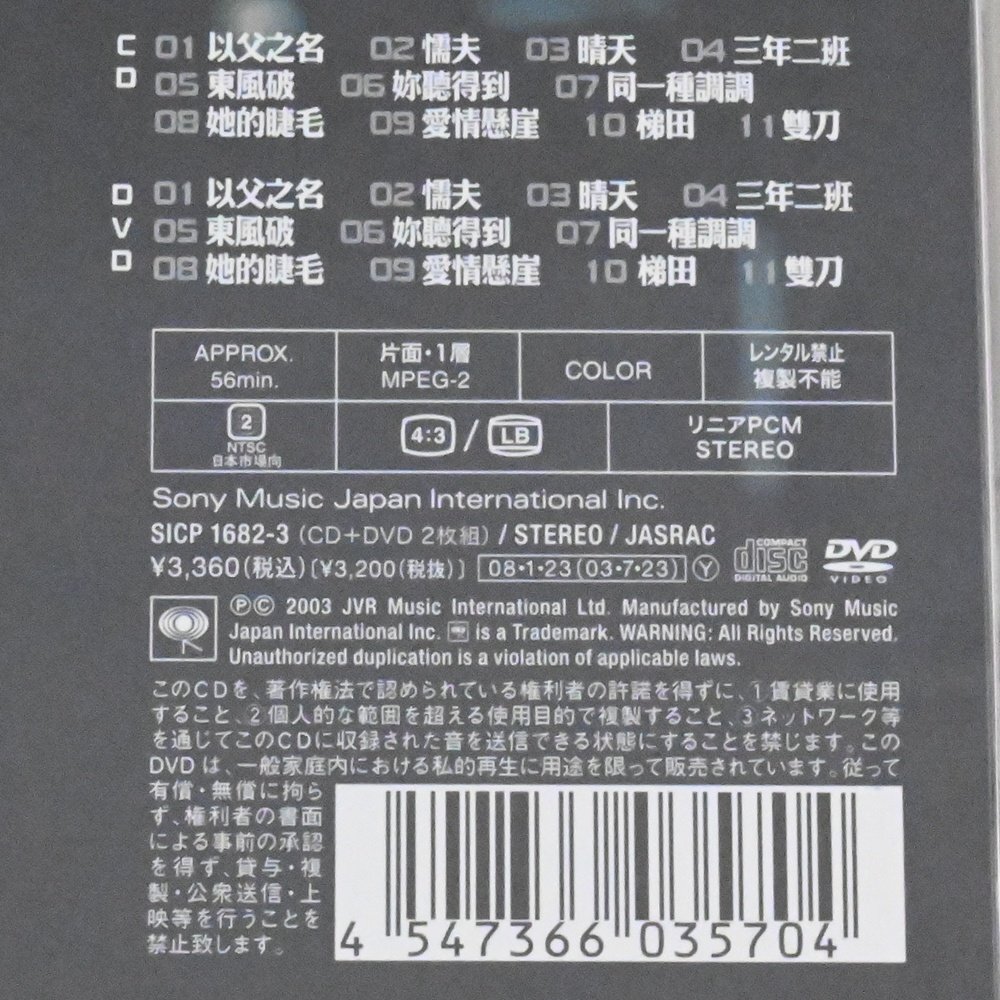 CD 01 以父之名 02 懦夫 03 晴天 04 三年二班
05 東風破 06 妳聽得到 07 同一種調調
08 她的睫毛 09 愛情懸崖 10 梯田 11 雙刀
DVD 01 以父之名 02 懦夫 03 晴天 04 三年二班
05 東風破 06 妳聽得到 07 同一種調調
08 她的睫毛 09 愛情懸崖 10 梯田 11 雙刀
APPROX. 56min.
片面・1層 MPEG-2
COLOR
レンタル禁止 複製不能
2 NTSC 日本市場向
4:3 / LB
リニアPCM STEREO
Sony Music Japan International Inc.
SICP 1682-3 (CD+DVD 2枚組) / STEREO / JASRAC
¥3,360(税込)〔¥3,200(税抜)〕 08・1・23(03・7・23) Ⓨ
COMPACT disc DIGITAL AUDIO
DVD VIDEO
ⓅⒸ 2003 JVR Music International Ltd. Manufactured by Sony Music
Japan International Inc. is a Trademark. WARNING: All Rights Reserved.
Unauthorized duplication is a violation of applicable laws.
このCDを、著作権法で認められている権利者の許諾を得ずに、①賃貸業に使用
すること、②個人的な範囲を超える使用目的で複製すること、③ネットワーク等
を通じてこのCDに収録された音を送信できる状態にすることを禁じます。この
DVDは、一般家庭内における私的再生に用途を限って販売されています。従って
有償・無償に拘ら
ず、権利者の書面
による事前の承認
を得ず、貸与・複
製・公衆送信・上
映等を行うことを
禁止致します。
4 547366 035704